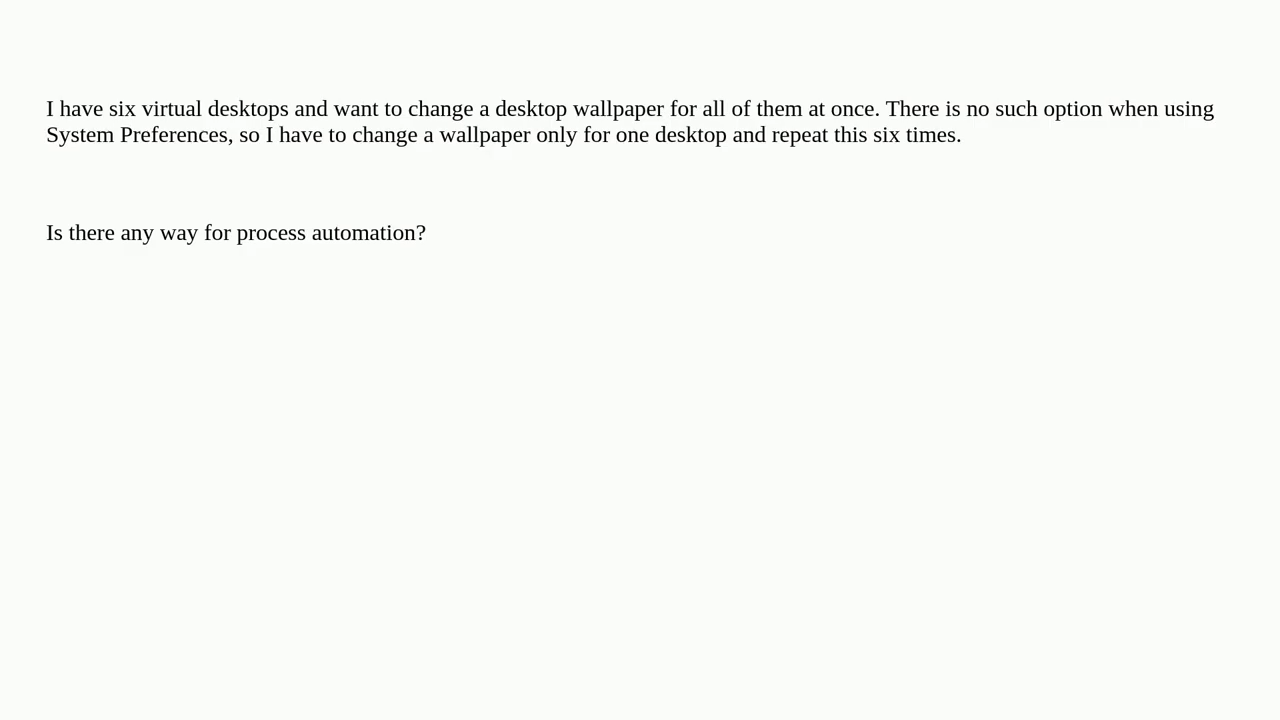 I have six virtual desktops and want to change a desktop wallpaper for all of them at once. There is no such option when using
System Preferences, so I have to change a wallpaper only for one desktop and repeat this six times.
Is there any way for process automation?